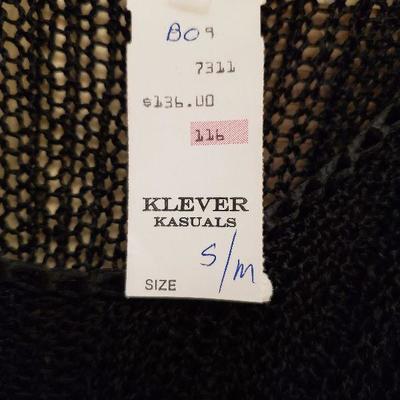 BO9
7311
$136.00
116
KLEVER
KASUALS
S/M
SIZE